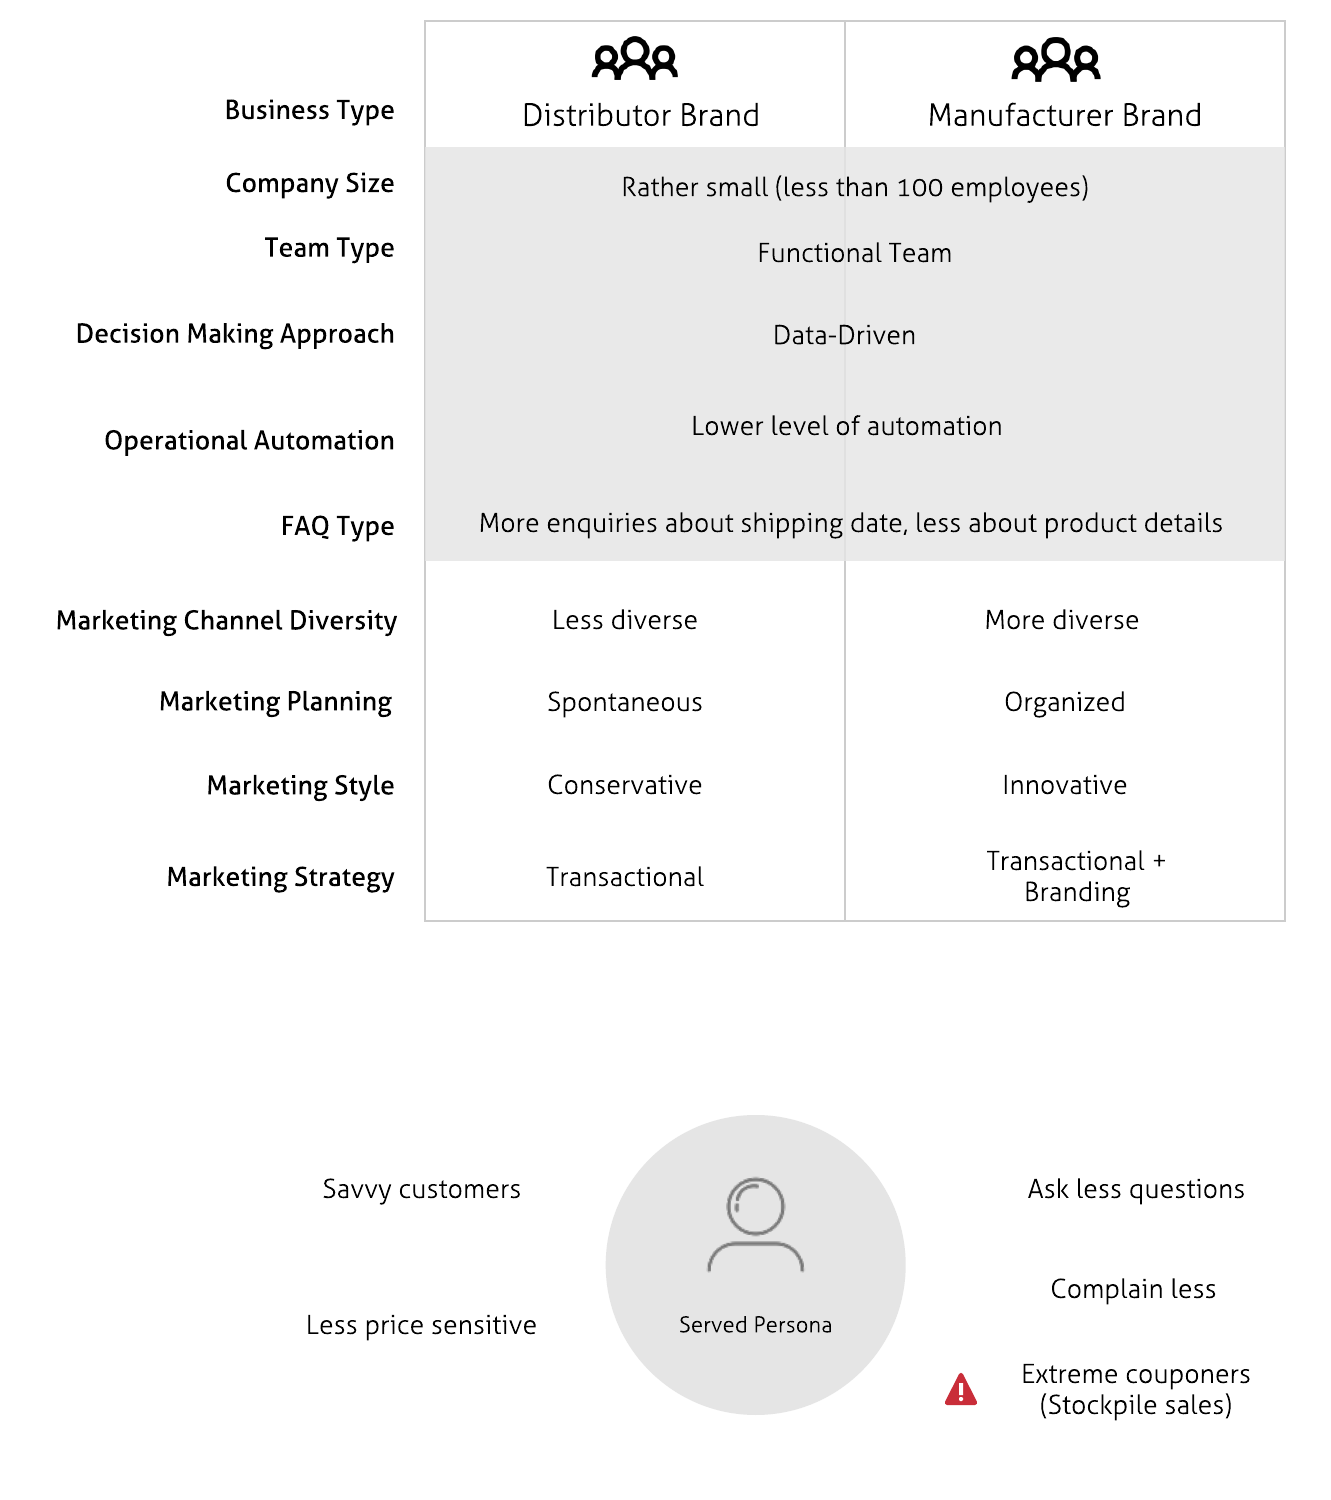 Business Type
Distributor Brand
Manufacturer Brand
Company Size
Rather small (less than 100 employees)
Team Type
Functional Team
Decision Making Approach
Data-Driven
Operational Automation
Lower level of automation
FAQ Type
More enquiries about shipping date, less about product details
Marketing Channel Diversity
Less diverse
More diverse
Marketing Planning
Spontaneous
Organized
Marketing Style
Conservative
Innovative
Marketing Strategy
Transactional
Transactional +
Branding
Savvy customers
Less price sensitive
Served Persona
Ask less questions
Complain less
Extreme couponers
(Stockpile sales)